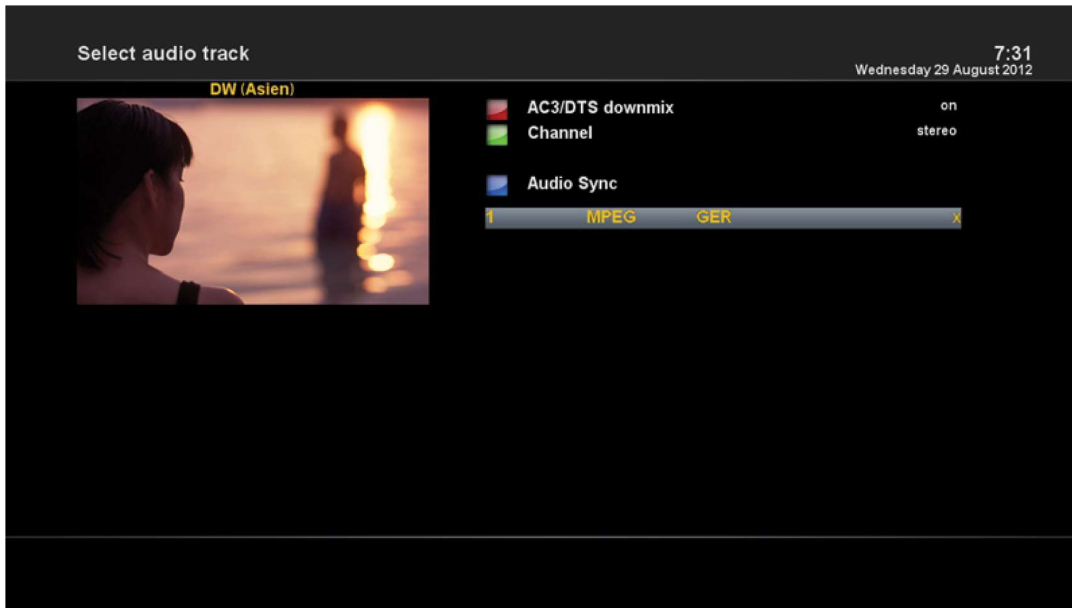 Select audio track
7:31
Wednesday 29 August 2012
DW (Asien)
AC3/DTS downmix on
Channel stereo
Audio Sync
1 MPEG GER x